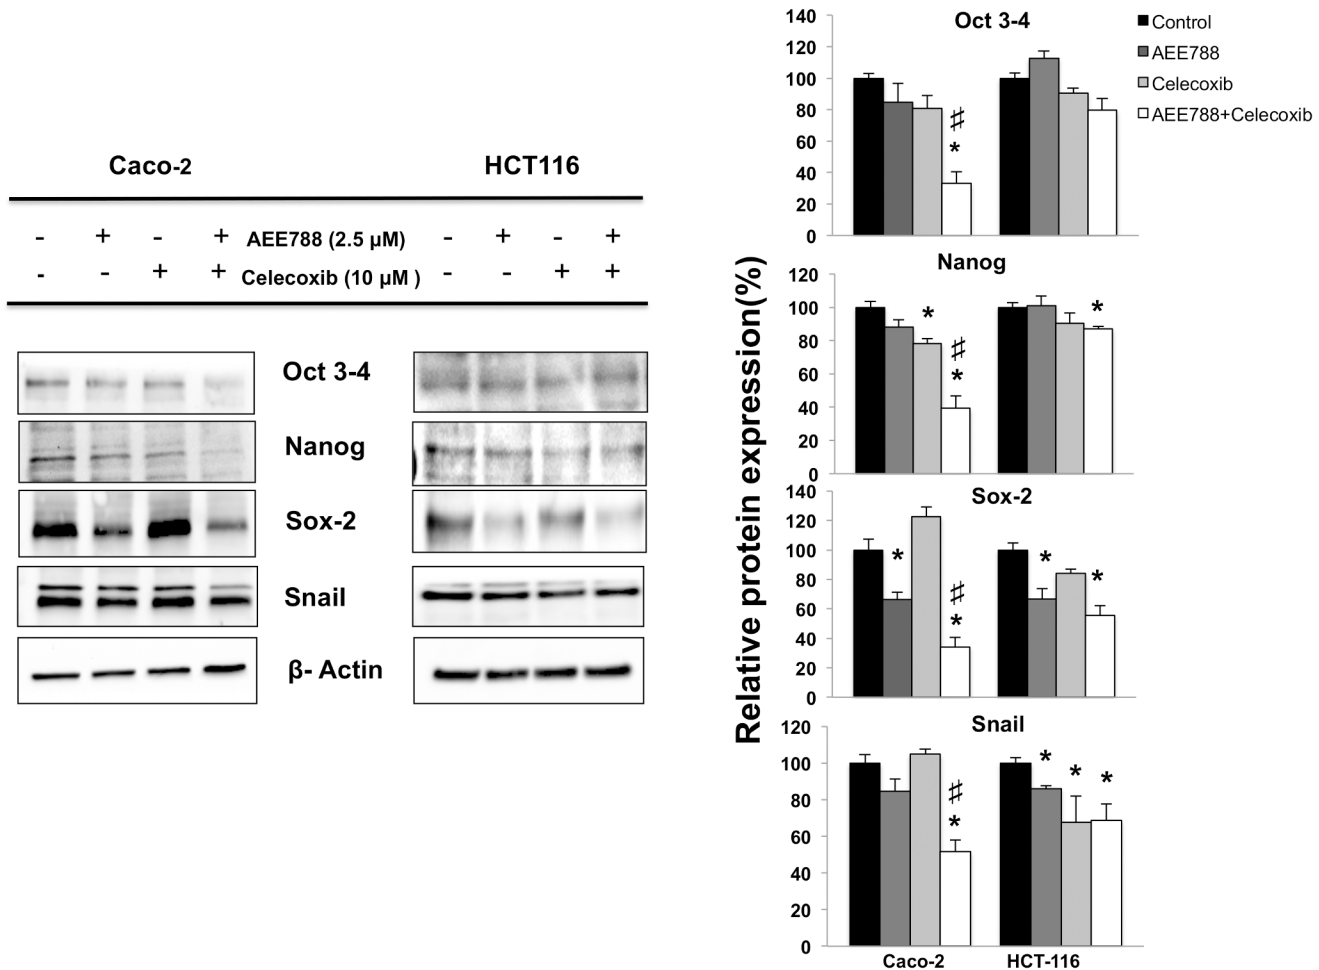 Caco-2 HCT116
- + - + AEE788 (2.5 µM) - + - +
- - + + Celecoxib (10 µM ) - - + +
Oct 3-4
Nanog
Sox-2
Snail
β- Actin
Relative protein expression(%)
Oct 3-4
140
120
100
80
60
40
20
0
♯
*
Control
AEE788
Celecoxib
AEE788+Celecoxib
Nanog
120
100
80
60
40
20
0
*
♯
*
*
Sox-2
140
120
100
80
60
40
20
0
*
♯
*
*
*
Snail
120
100
80
60
40
20
0
♯
*
*
*
*
Caco-2 HCT-116